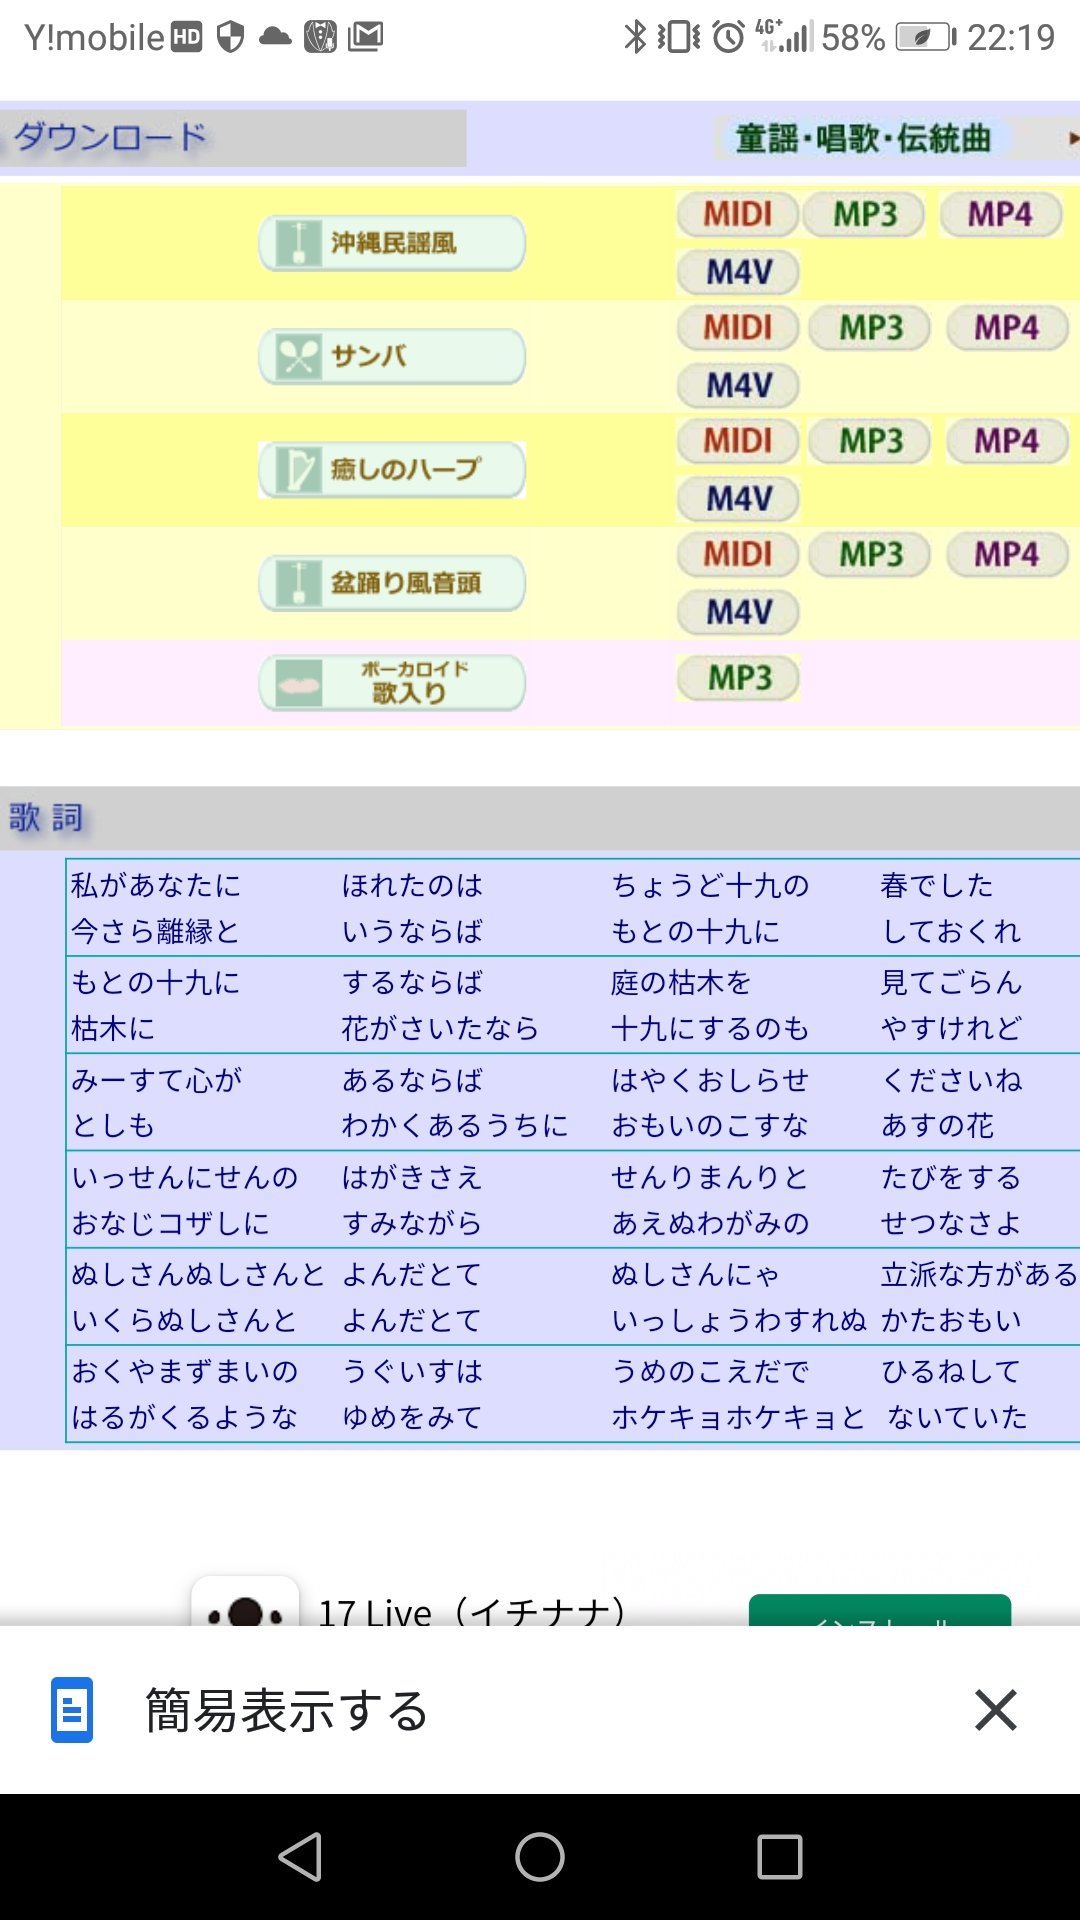 Y!mobile HD 4G+ 58% 22:19
ダウンロード 童謡・唱歌・伝統曲
沖縄民謡風 MIDI MP3 MP4
M4V
サンバ MIDI MP3 MP4
M4V
癒しのハープ MIDI MP3 MP4
M4V
盆踊り風音頭 MIDI MP3 MP4
M4V
ボーカロイド
歌入り MP3
歌 詞
私があなたに ほれたのは ちょうど十九の 春でした
今さら離縁と いうならば もとの十九に しておくれ
もとの十九に するならば 庭の枯木を 見てごらん
枯木に 花がさいたなら 十九にするのも やすけれど
みーすて心が あるならば はやくおしらせ くださいね
としも わかくあるうちに おもいのこすな あすの花
いっせんにせんの はがきさえ せんりまんりと たびをする
おなじコザしに すみながら あえぬわがみの せつなさよ
ぬしさんぬしさんと よんだとて ぬしさんにゃ 立派な方がある
いくらぬしさんと よんだとて いっしょうわすれぬ かたおもい
おくやまずまいの うぐいすは うめのこえだで ひるねして
はるがくるような ゆめをみて ホケキョホケキョと ないていた
17 Live（イチナナ）
簡易表示する